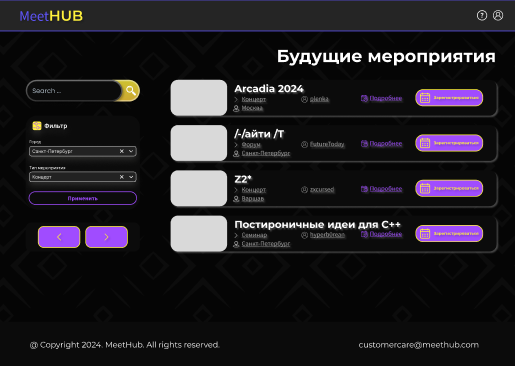 MeetHUB
Будущие мероприятия
Search ...
Фильтр
Город
Санкт-Петербург
Тип мероприятия
Концерт
Применить
Arcadia 2024
Концерт plenka Подробнее Зарегистрироваться
Москва
/-/айти /Т
Форум FutureToday Подробнее Зарегистрироваться
Санкт-Петербург
Z2*
Концерт zxcursed Подробнее Зарегистрироваться
Варшав
Постироничные идеи для C++
Семинар Подробнее Зарегистрироваться
Санкт-Петербург
@ Copyright 2024. MeetHub. All rights reserved.
customercare@meethub.com